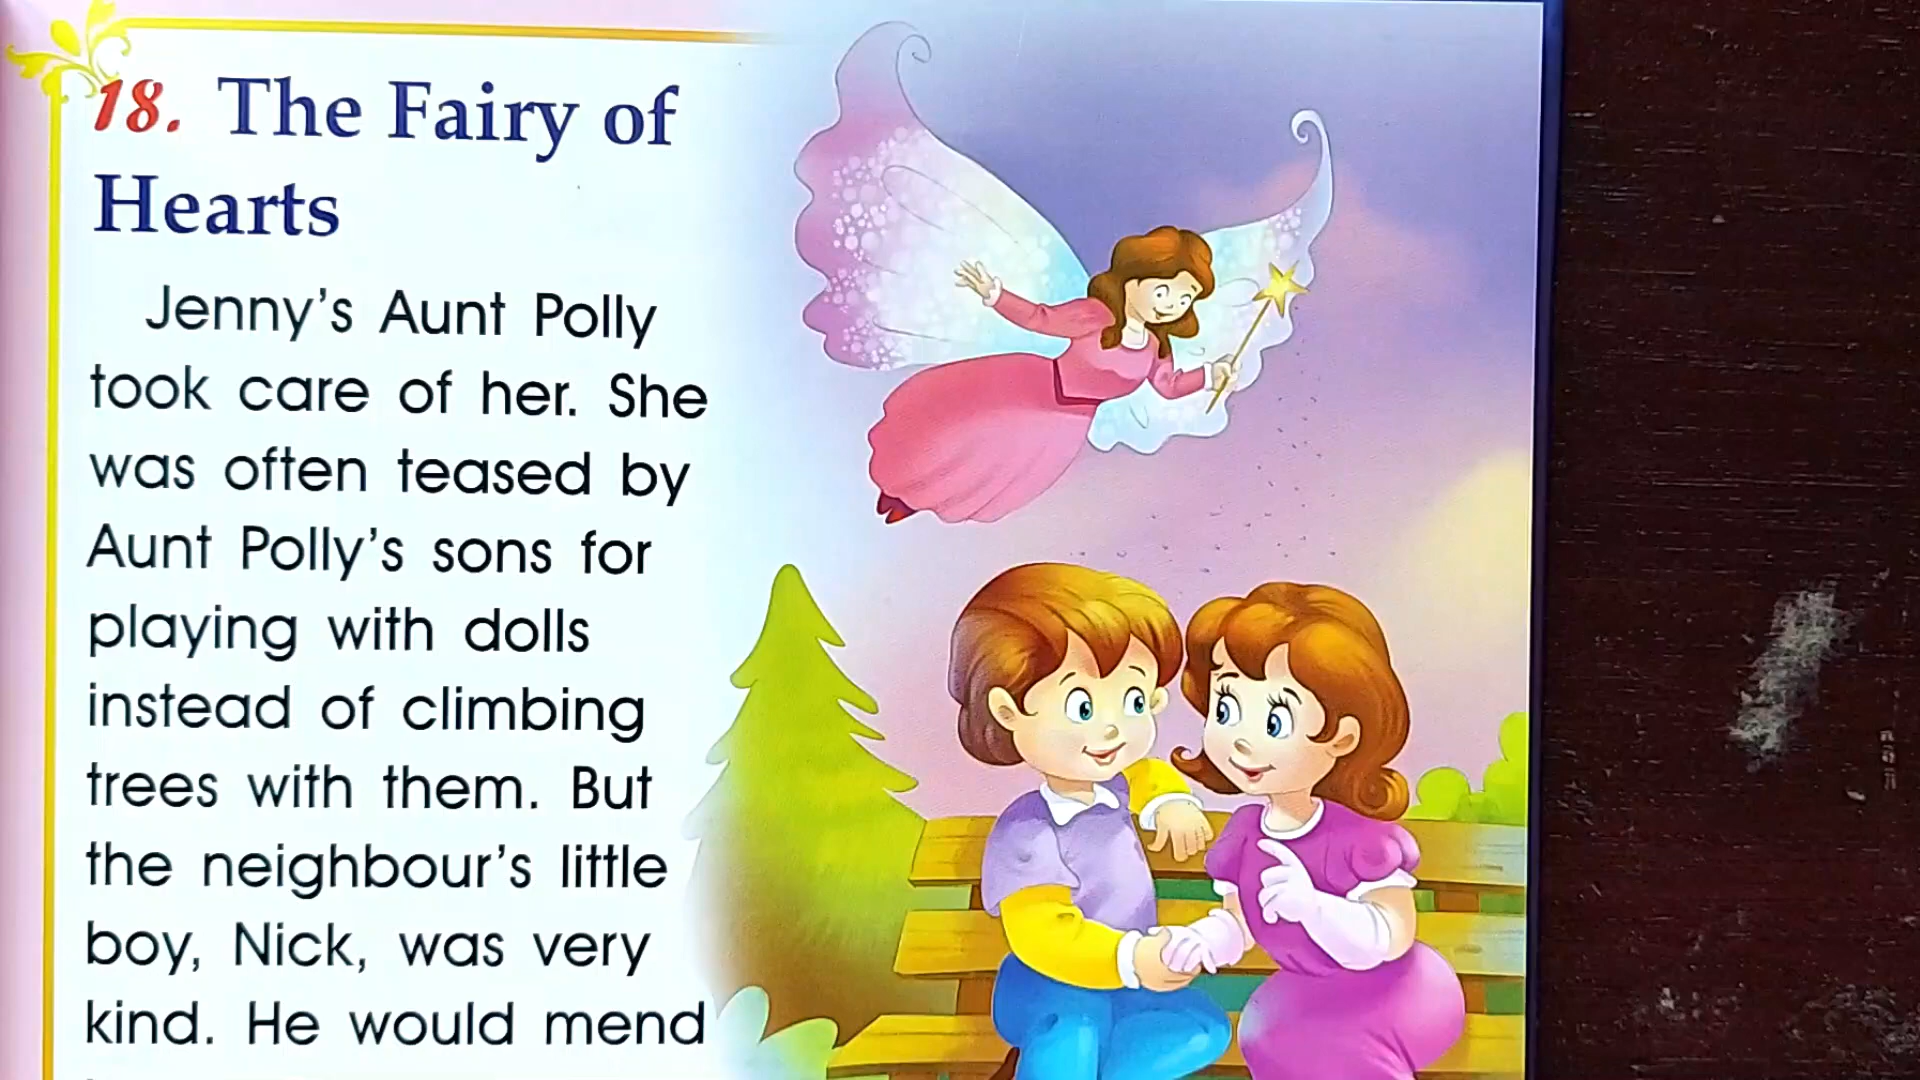 18. The Fairy of
Hearts
Jenny’s Aunt Polly
took care of her. She
was often teased by
Aunt Polly’s sons for
playing with dolls
instead of climbing
trees with them. But
the neighbour’s little
boy, Nick, was very
kind. He would mend